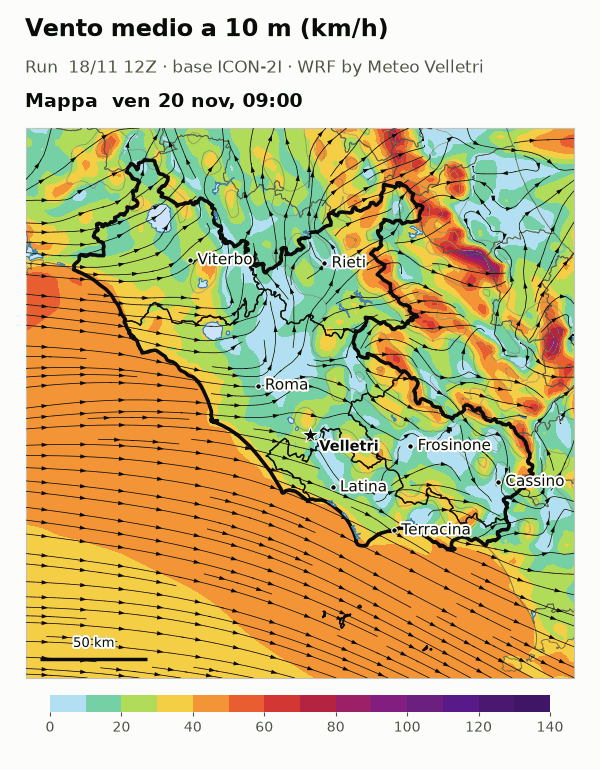 Vento medio a 10 m (km/h)
Run  18/11 12Z · base ICON-2I · WRF by Meteo Velletri
Mappa  ven 20 nov, 09:00
Viterbo
Rieti
Roma
Velletri
Frosinone
Cassino
Latina
Terracina
50 km
0 20 40 60 80 100 120 140